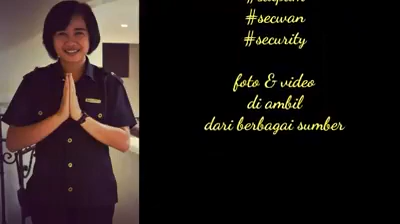 #secwan
#security
foto & video
di ambil
dari berbagai sumber